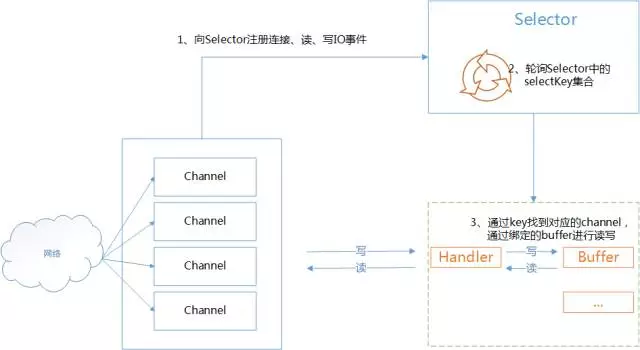 1、向Selector注册连接、读、写IO事件
Selector
2、轮词Selector中的
selectKey集合
Channel
Channel
Channel
Channel
网络
3、通过key找到对应的channel，
通过绑定的buffer进行读写
写
读
Handler
写
读
Buffer
...